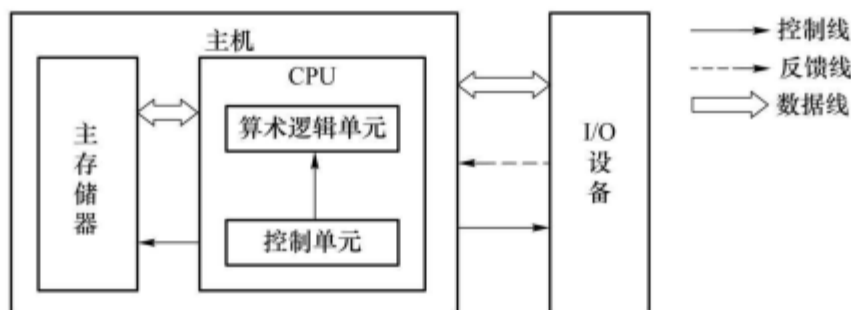 主机
CPU
主存储器
算术逻辑单元
控制单元
I/O
设备
控制线
反馈线
数据线